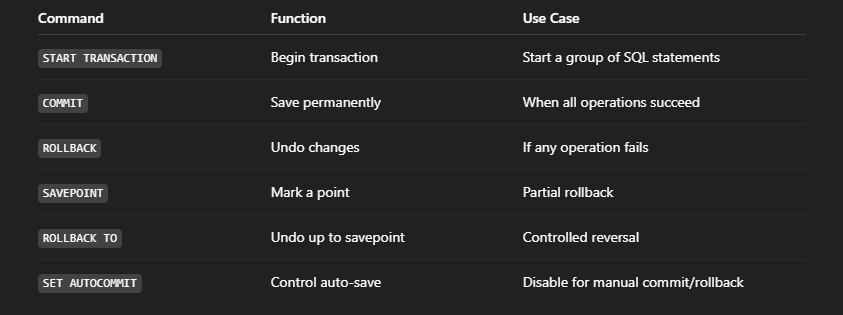 Command Function Use Case
START TRANSACTION Begin transaction Start a group of SQL statements
COMMIT Save permanently When all operations succeed
ROLLBACK Undo changes If any operation fails
SAVEPOINT Mark a point Partial rollback
ROLLBACK TO Undo up to savepoint Controlled reversal
SET AUTOCOMMIT Control auto-save Disable for manual commit/rollback